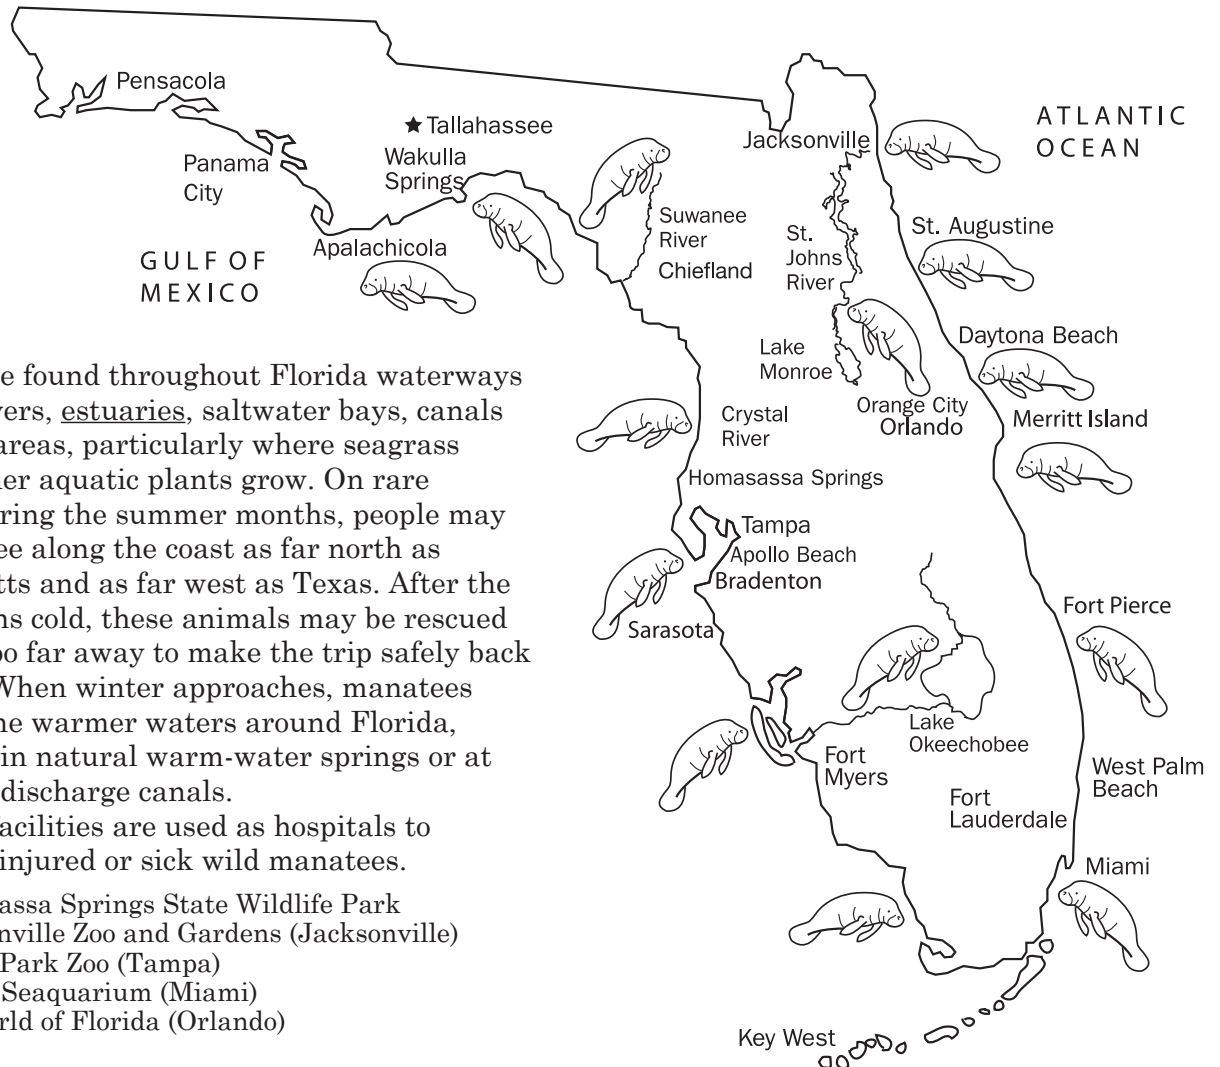 Pensacola
Tallahassee
Jacksonville
ATLANTIC
OCEAN
Panama
City
Wakulla
Springs
Suwanee
River
Chiefland
St.
Johns
River
St. Augustine
Apalachicola
GULF OF
MEXICO
Daytona Beach
Lake
Monroe
Orange City
Orlando
Merritt Island
Crystal
River
Homasassa Springs
Tampa
Apollo Beach
Bradenton
Sarasota
Fort Pierce
Lake
Okeechobee
Fort
Myers
West Palm
Beach
Fort
Lauderdale
Miami
Key West
e found throughout Florida waterways
vers, estuaries, saltwater bays, canals
areas, particularly where seagrass
her aquatic plants grow. On rare
ring the summer months, people may
ee along the coast as far north as
tts and as far west as Texas. After the
ns cold, these animals may be rescued
oo far away to make the trip safely back
When winter approaches, manatees
he warmer waters around Florida,
in natural warm-water springs or at
discharge canals.
facilities are used as hospitals to
injured or sick wild manatees.
assa Springs State Wildlife Park
nville Zoo and Gardens (Jacksonville)
Park Zoo (Tampa)
Seaquarium (Miami)
rld of Florida (Orlando)